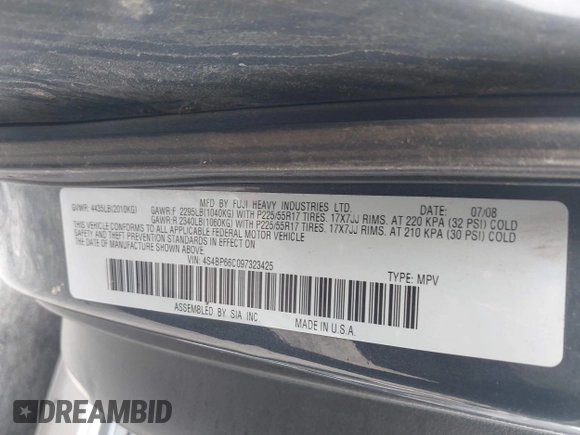 MFD BY FUJI HEAVY INDUSTRIES LTD. DATE: 07/08
GVWR: 4435LB(2010KG) GAWR:F 2295LB(1040KG) WITH P225/55R17 TIRES. 17X7JJ RIMS. AT 220 KPA (32 PSI) COLD
GAWR:R 2340LB(1060KG) WITH P225/55R17 TIRES. 17X7JJ RIMS. AT 210 KPA (30 PSI) COLD
THIS VEHICLE CONFORMS TO ALL APPLICABLE FEDERAL MOTOR VEHICLE
SAFETY AND THEFT PREVENTION STANDARDS IN EFFECT ON THE
DATE OF MANUFACTURE SHOWN ABOVE.
VIN: 4S4BP66C097323425 TYPE: MPV
ASSEMBLED BY SIA INC. MADE IN U.S.A.
DREAMBID